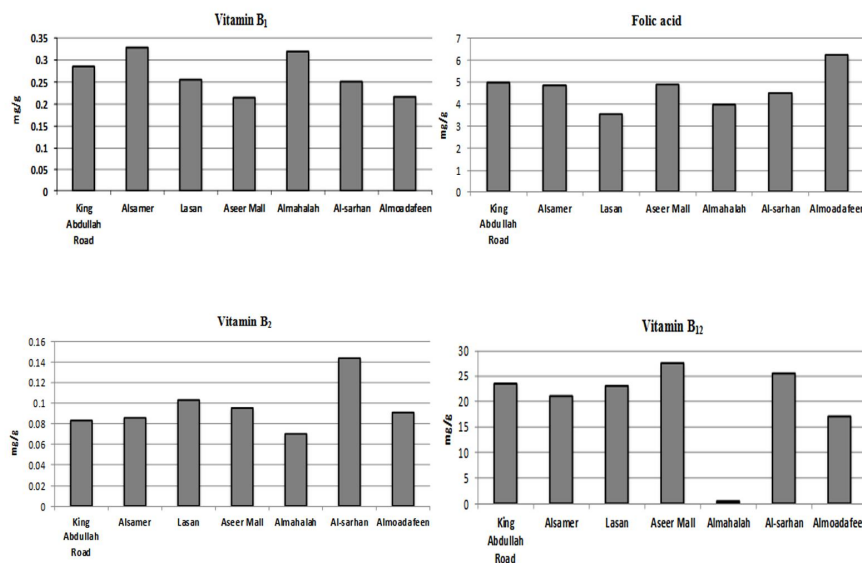 Vitamin B₁
0.35
0.3
0.25
0.2
0.15
0.1
0.05
0
mg/g
King Abdullah Road
Alsamer
Lasan
Aseer Mall
Almahalah
Al-sarhan
Almoadafeen
Folic acid
7
6
5
4
3
2
1
0
mg/g
King Abdullah Road
Alsamer
Lasan
Aseer Mall
Almahalah
Al-sarhan
Almoadafeen
Vitamin B₂
0.16
0.14
0.12
0.1
0.08
0.06
0.04
0.02
0
mg/g
King Abdullah Road
Alsamer
Lasan
Aseer Mall
Almahalah
Al-sarhan
Almoadafeen
Vitamin B₁₂
30
25
20
15
10
5
0
mg/g
King Abdullah Road
Alsamer
Lasan
Aseer Mall
Almahalah
Al-sarhan
Almoadafeen